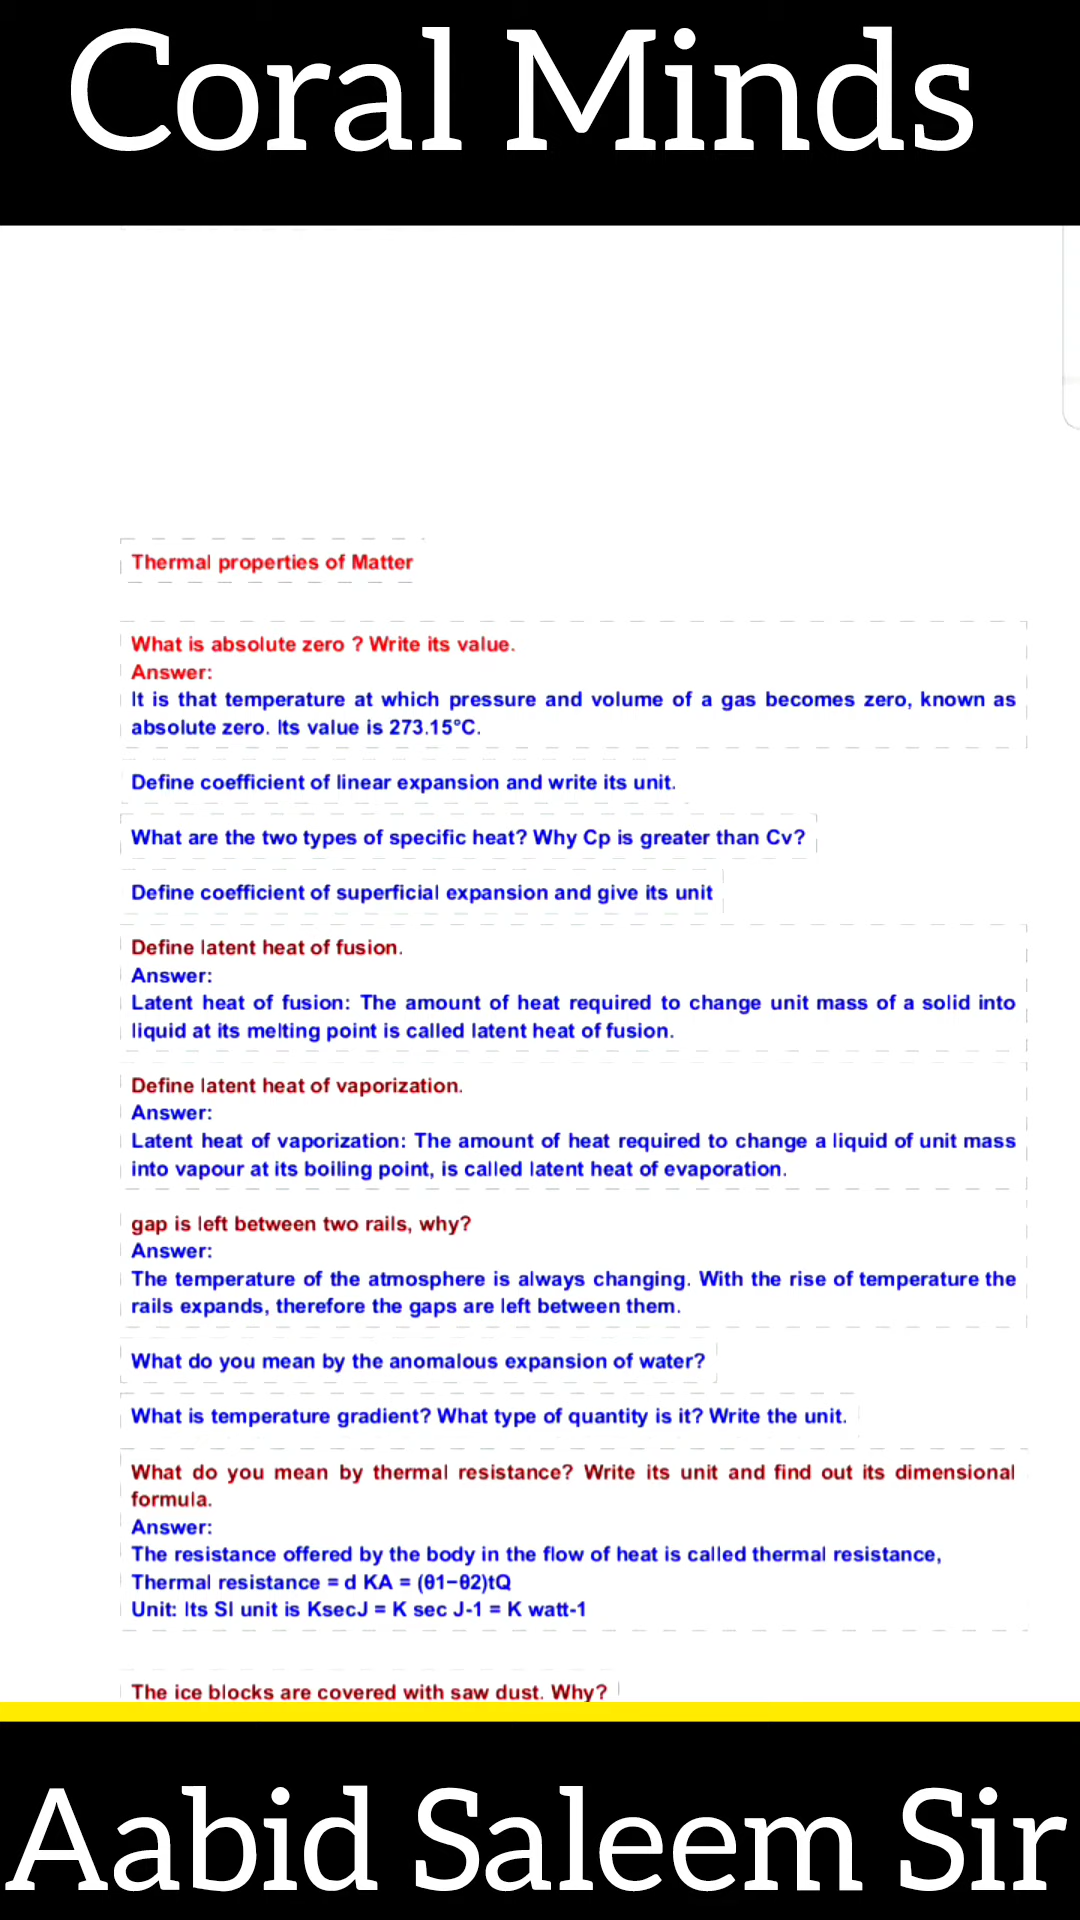 Coral Minds
Thermal properties of Matter
What is absolute zero ? Write its value.
Answer:
It is that temperature at which pressure and volume of a gas becomes zero, known as
absolute zero. Its value is 273.15°C.
Define coefficient of linear expansion and write its unit.
What are the two types of specific heat? Why Cp is greater than Cv?
Define coefficient of superficial expansion and give its unit
Define latent heat of fusion.
Answer:
Latent heat of fusion: The amount of heat required to change unit mass of a solid into
liquid at its melting point is called latent heat of fusion.
Define latent heat of vaporization.
Answer:
Latent heat of vaporization: The amount of heat required to change a liquid of unit mass
into vapour at its boiling point, is called latent heat of evaporation.
gap is left between two rails, why?
Answer:
The temperature of the atmosphere is always changing. With the rise of temperature the
rails expands, therefore the gaps are left between them.
What do you mean by the anomalous expansion of water?
What is temperature gradient? What type of quantity is it? Write the unit.
What do you mean by thermal resistance? Write its unit and find out its dimensional
formula.
Answer:
The resistance offered by the body in the flow of heat is called thermal resistance,
Thermal resistance = d KA = (θ1−θ2)tQ
Unit: Its SI unit is KsecJ = K sec J-1 = K watt-1
The ice blocks are covered with saw dust. Why?
Aabid Saleem Sir